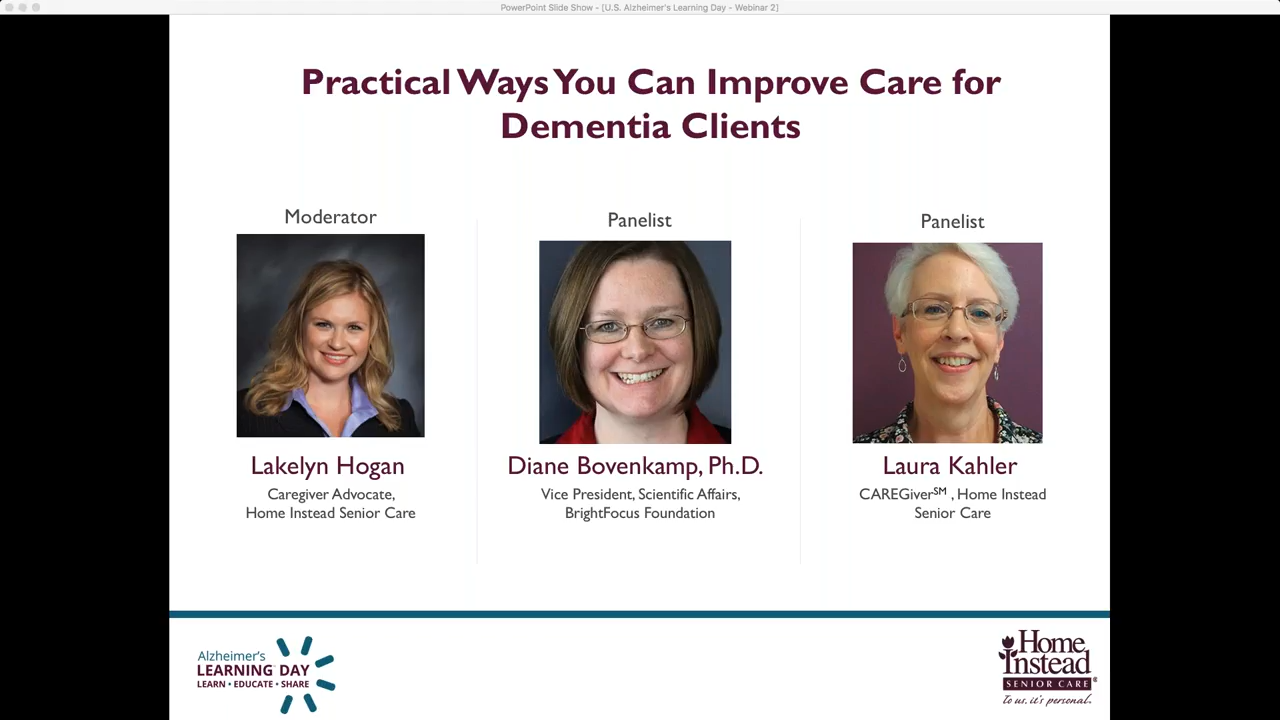 PowerPoint Slide Show - [U.S. Alzheimer's Learning Day - Webinar 2]
Practical Ways You Can Improve Care for
Dementia Clients
Moderator
Panelist
Panelist
Lakelyn Hogan
Caregiver Advocate,
Home Instead Senior Care
Diane Bovenkamp, Ph.D.
Vice President, Scientific Affairs,
BrightFocus Foundation
Laura Kahler
CAREGiver℠ , Home Instead
Senior Care
Alzheimer's
LEARNING DAY
LEARN • EDUCATE • SHARE
Home
Instead
SENIOR CARE®
To us, it's personal.